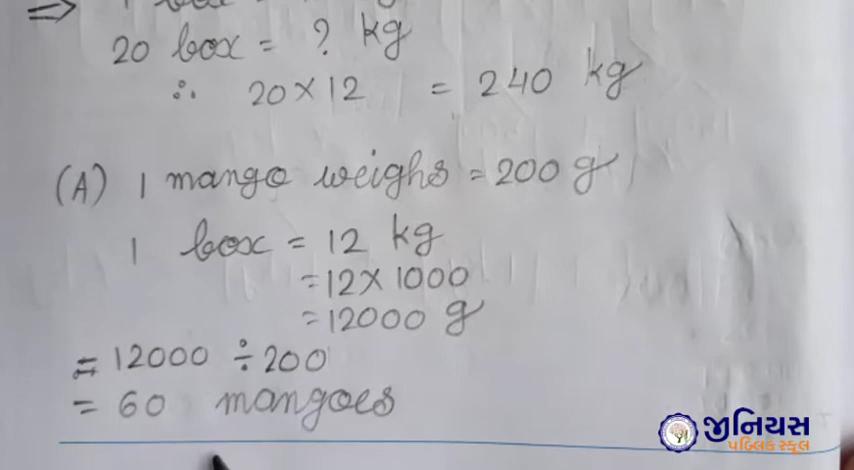 20 box = ? kg
∴ 20 × 12 = 240 kg
(A) 1 mango weighs = 200 g
1 box = 12 kg
= 12 × 1000
= 12000 g
= 12000 ÷ 200
= 60 mangoes
જીનિયસ
પબ્લિક સ્કૂલ